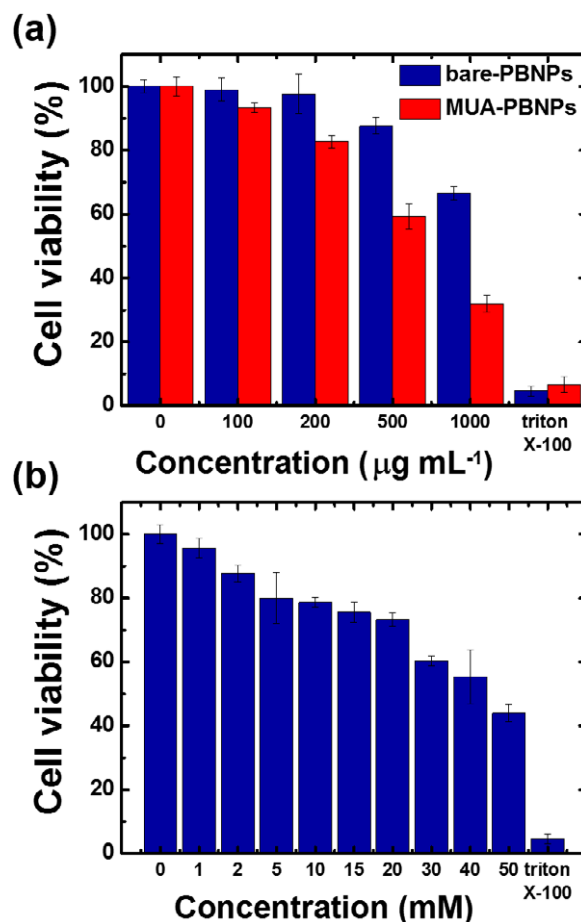 (a)
Cell viability (%)
100
80
60
40
20
0
bare-PBNPs
MUA-PBNPs
0 100 200 500 1000 triton
X-100
Concentration (μg mL⁻¹)
(b)
Cell viability (%)
100
80
60
40
20
0
0 1 2 5 10 15 20 30 40 50 triton
X-100
Concentration (mM)